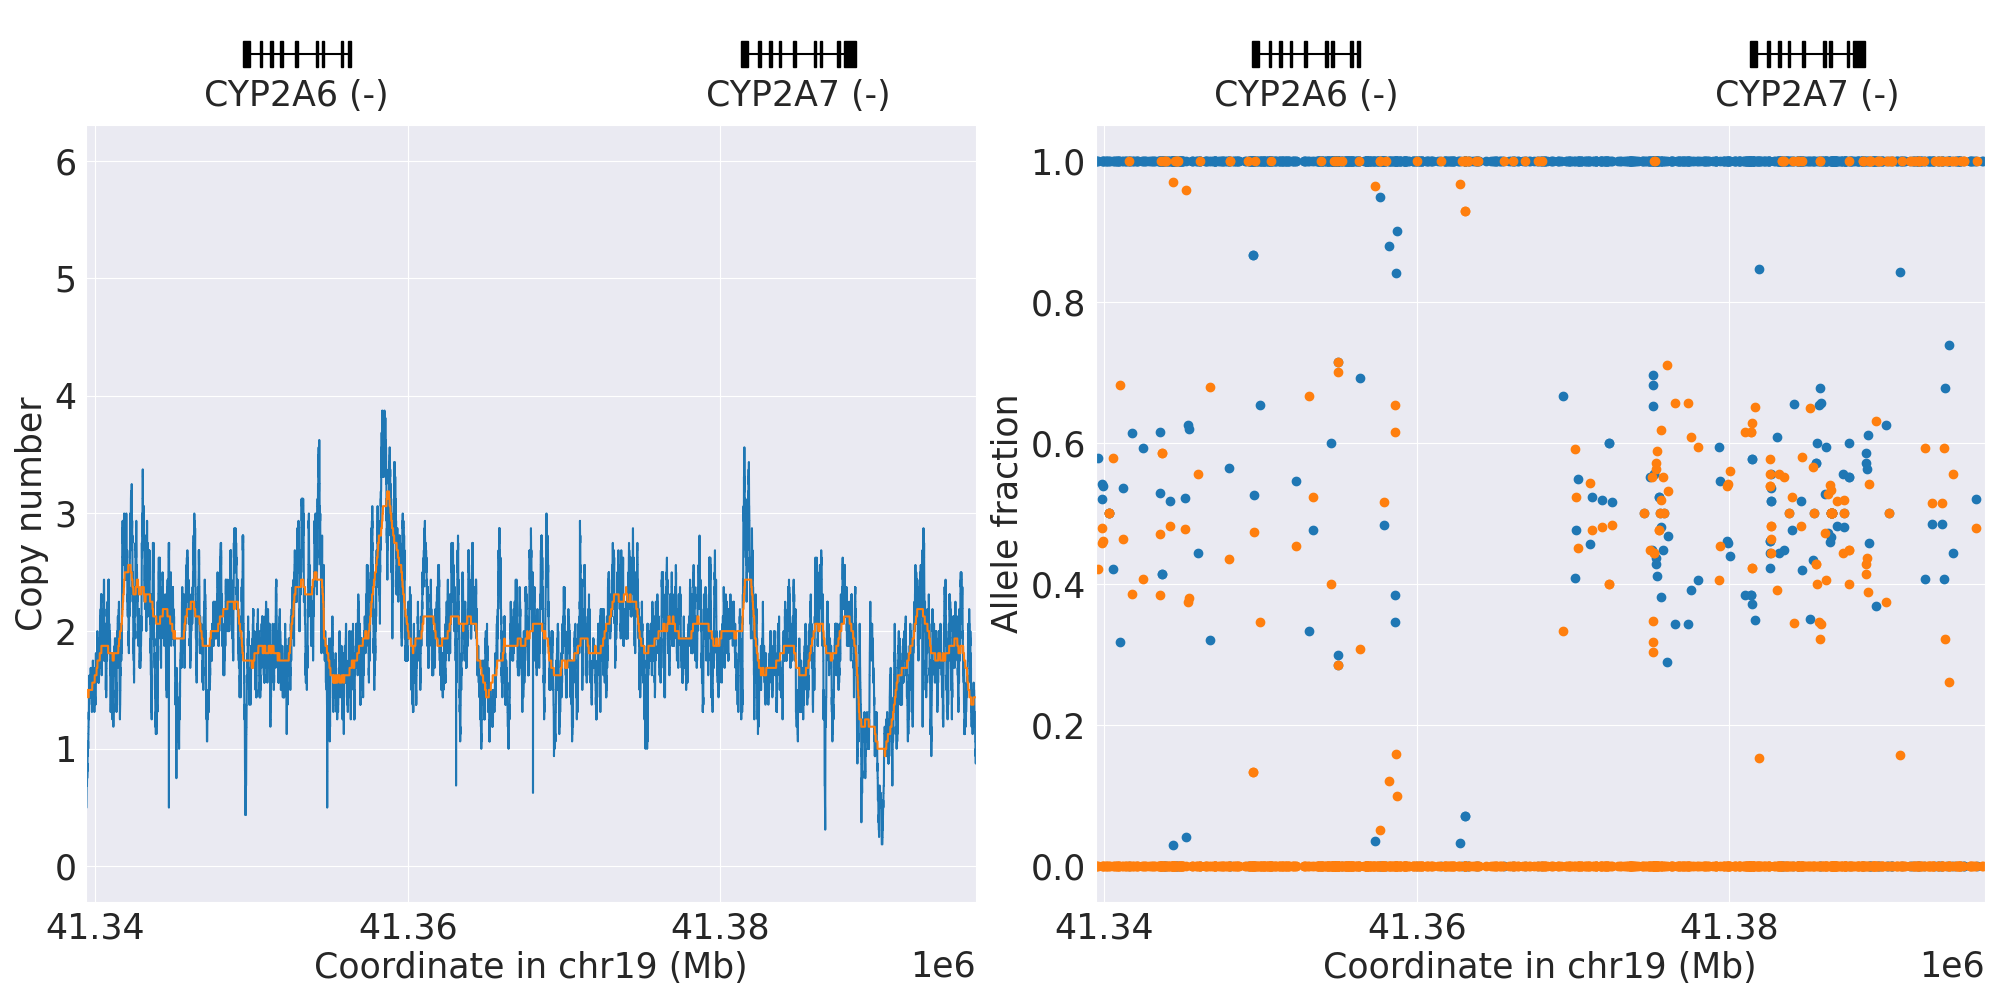 CYP2A6 (-)
CYP2A7 (-)
6
5
4
3
2
1
0
Copy number
41.34
41.36
41.38
Coordinate in chr19 (Mb)
1e6
CYP2A6 (-)
CYP2A7 (-)
1.0
0.8
0.6
0.4
0.2
0.0
Allele fraction
41.34
41.36
41.38
Coordinate in chr19 (Mb)
1e6